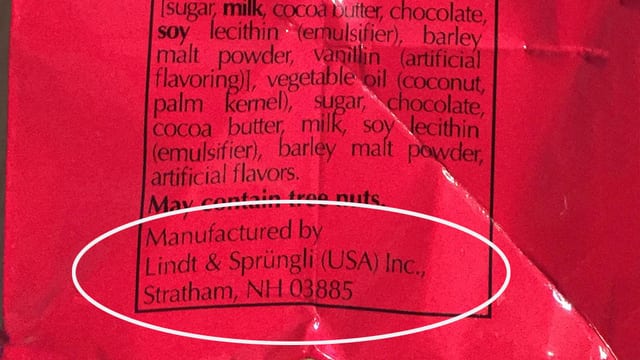 [sugar, milk, cocoa butter, chocolate,
soy lecithin (emulsifier), barley
malt powder, vanillin (artificial
flavoring)], vegetable oil (coconut,
palm kernel), sugar, chocolate,
cocoa butter, milk, soy lecithin
(emulsifier), barley malt powder,
artificial flavors.
May contain tree nuts.
Manufactured by
Lindt & Sprüngli (USA) Inc.,
Stratham, NH 03885